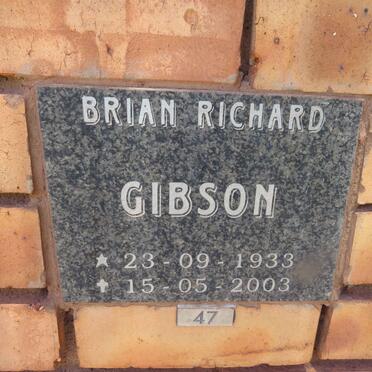 BRIAN RICHARD
GIBSON
★ 23-09-1933
✝ 15-05-2003
47